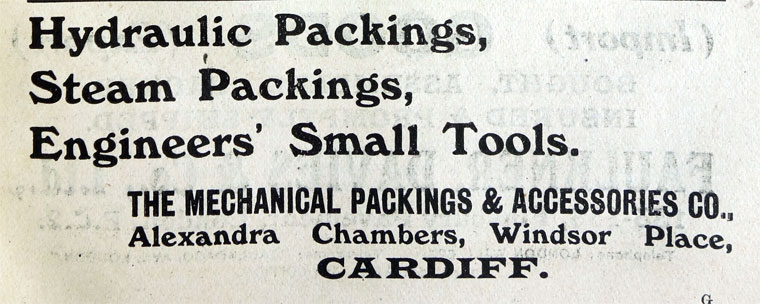 Hydraulic Packings,
Steam Packings,
Engineers' Small Tools.
THE MECHANICAL PACKINGS & ACCESSORIES CO.,
Alexandra Chambers, Windsor Place,
CARDIFF.
G